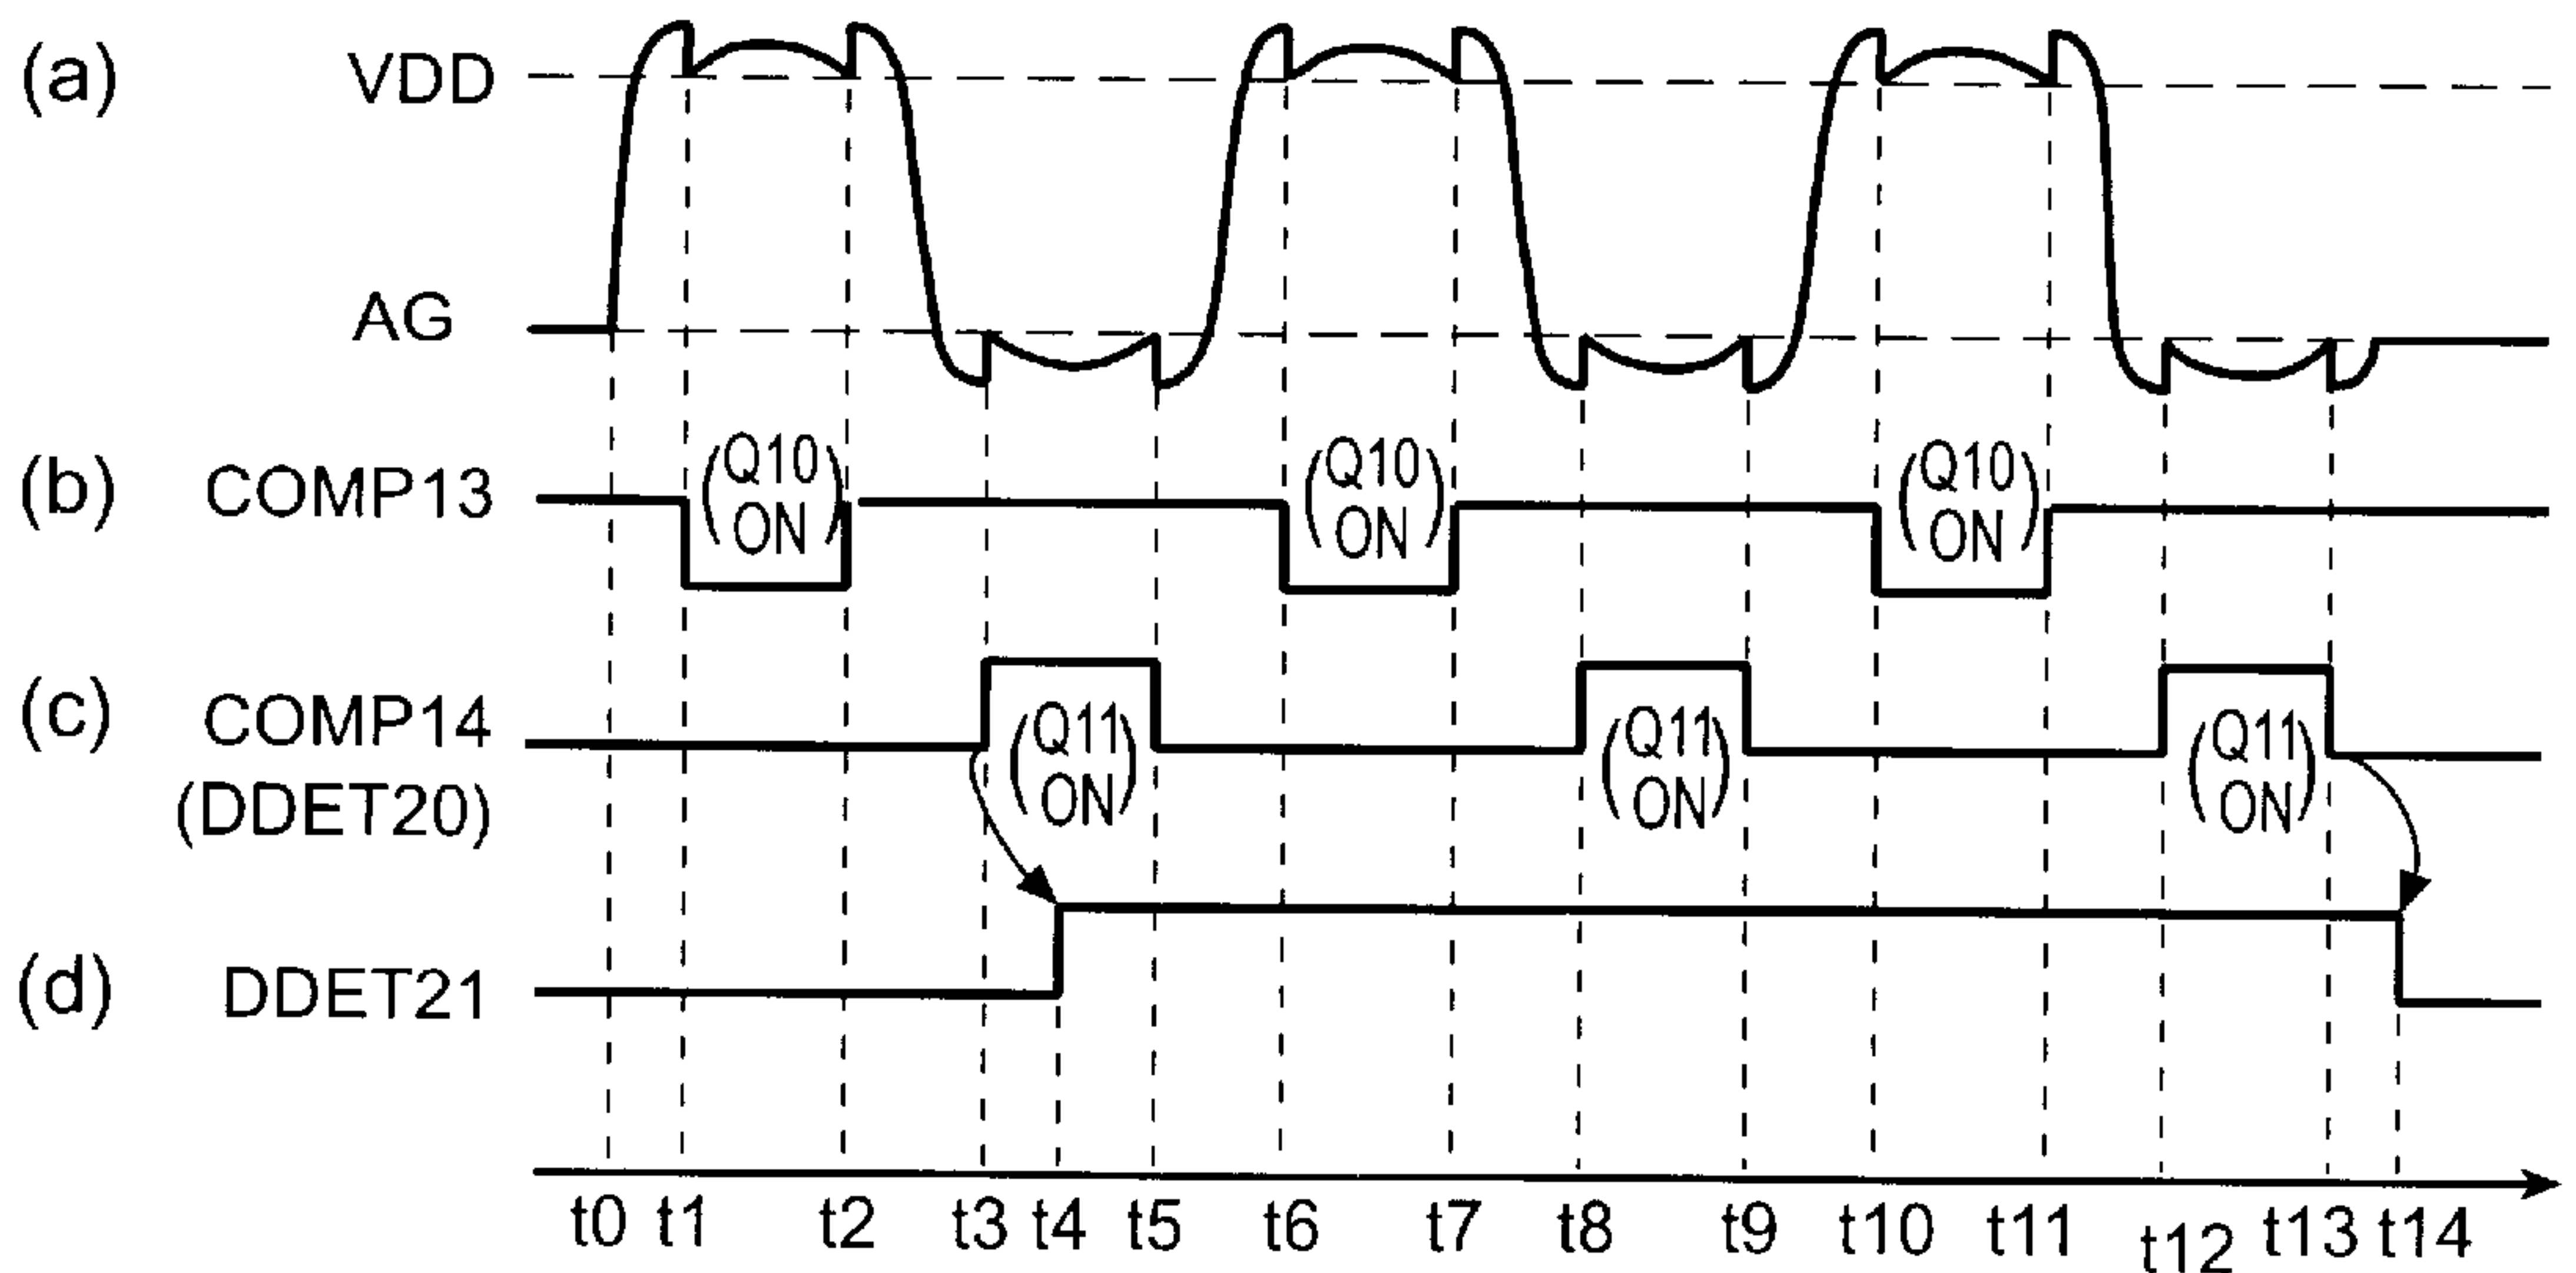 (a) VDD
AG
(b) COMP13 (Q10 ON) (Q10 ON) (Q10 ON)
(c) COMP14 (Q11 ON) (Q11 ON) (Q11 ON)
(DDET20)
(d) DDET21
t0 t1 t2 t3 t4 t5 t6 t7 t8 t9 t10 t11 t12 t13 t14